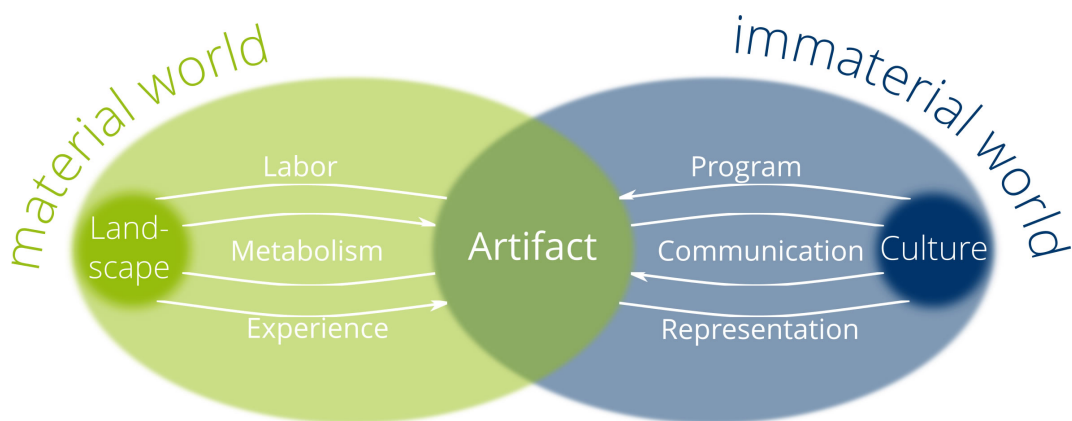 material world
immaterial world
Labor
Program
Land-
scape
Metabolism
Artifact
Communication
Culture
Experience
Representation